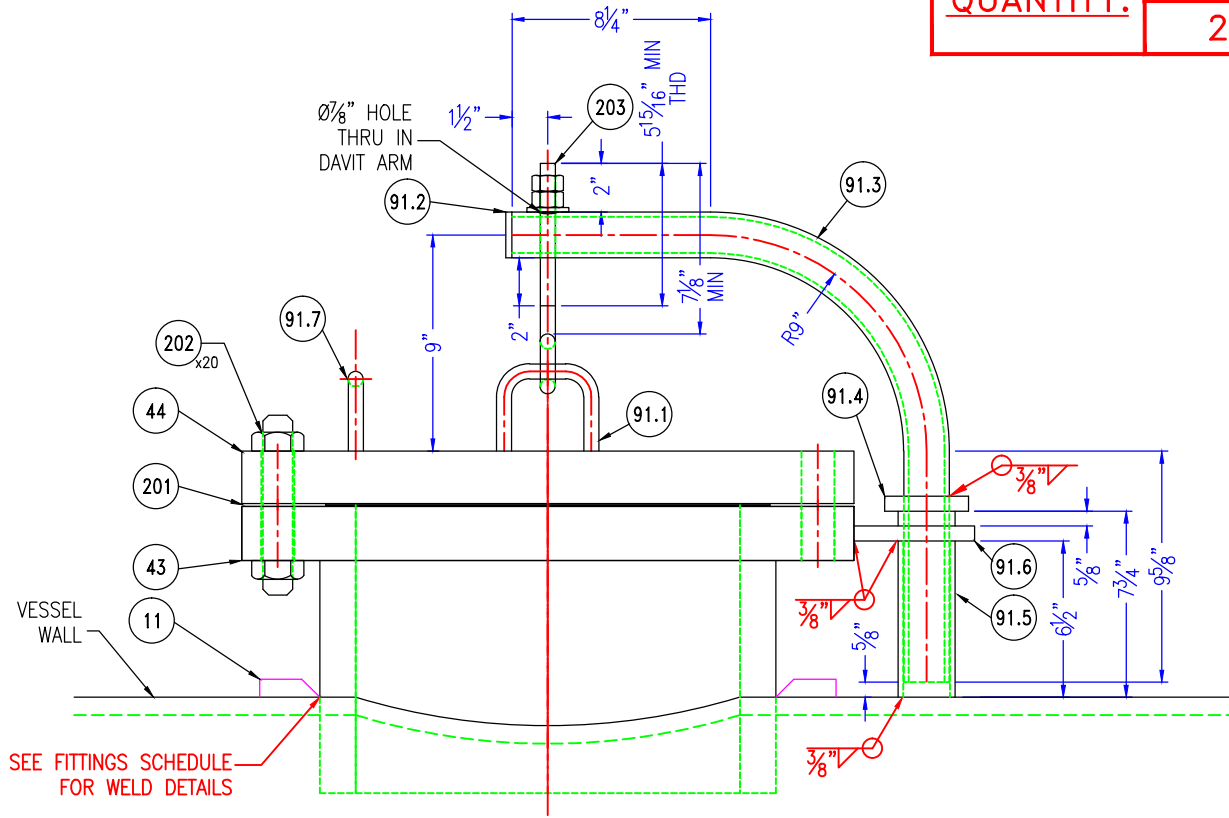 QUANTITY:
2
8¼"
Ø⅞" HOLE
THRU IN
DAVIT ARM
1½"
203
5 15/16" MIN
THD
2"
7⅛"
MIN
91.2
91.3
9"
2"
R9"
91.7
202
x20
44
91.1
91.4
3/8"
201
43
91.6
5/8"
7¾"
9⅝"
VESSEL
WALL
11
3/8"
91.5
6½"
5/8"
SEE FITTINGS SCHEDULE
FOR WELD DETAILS
3/8"